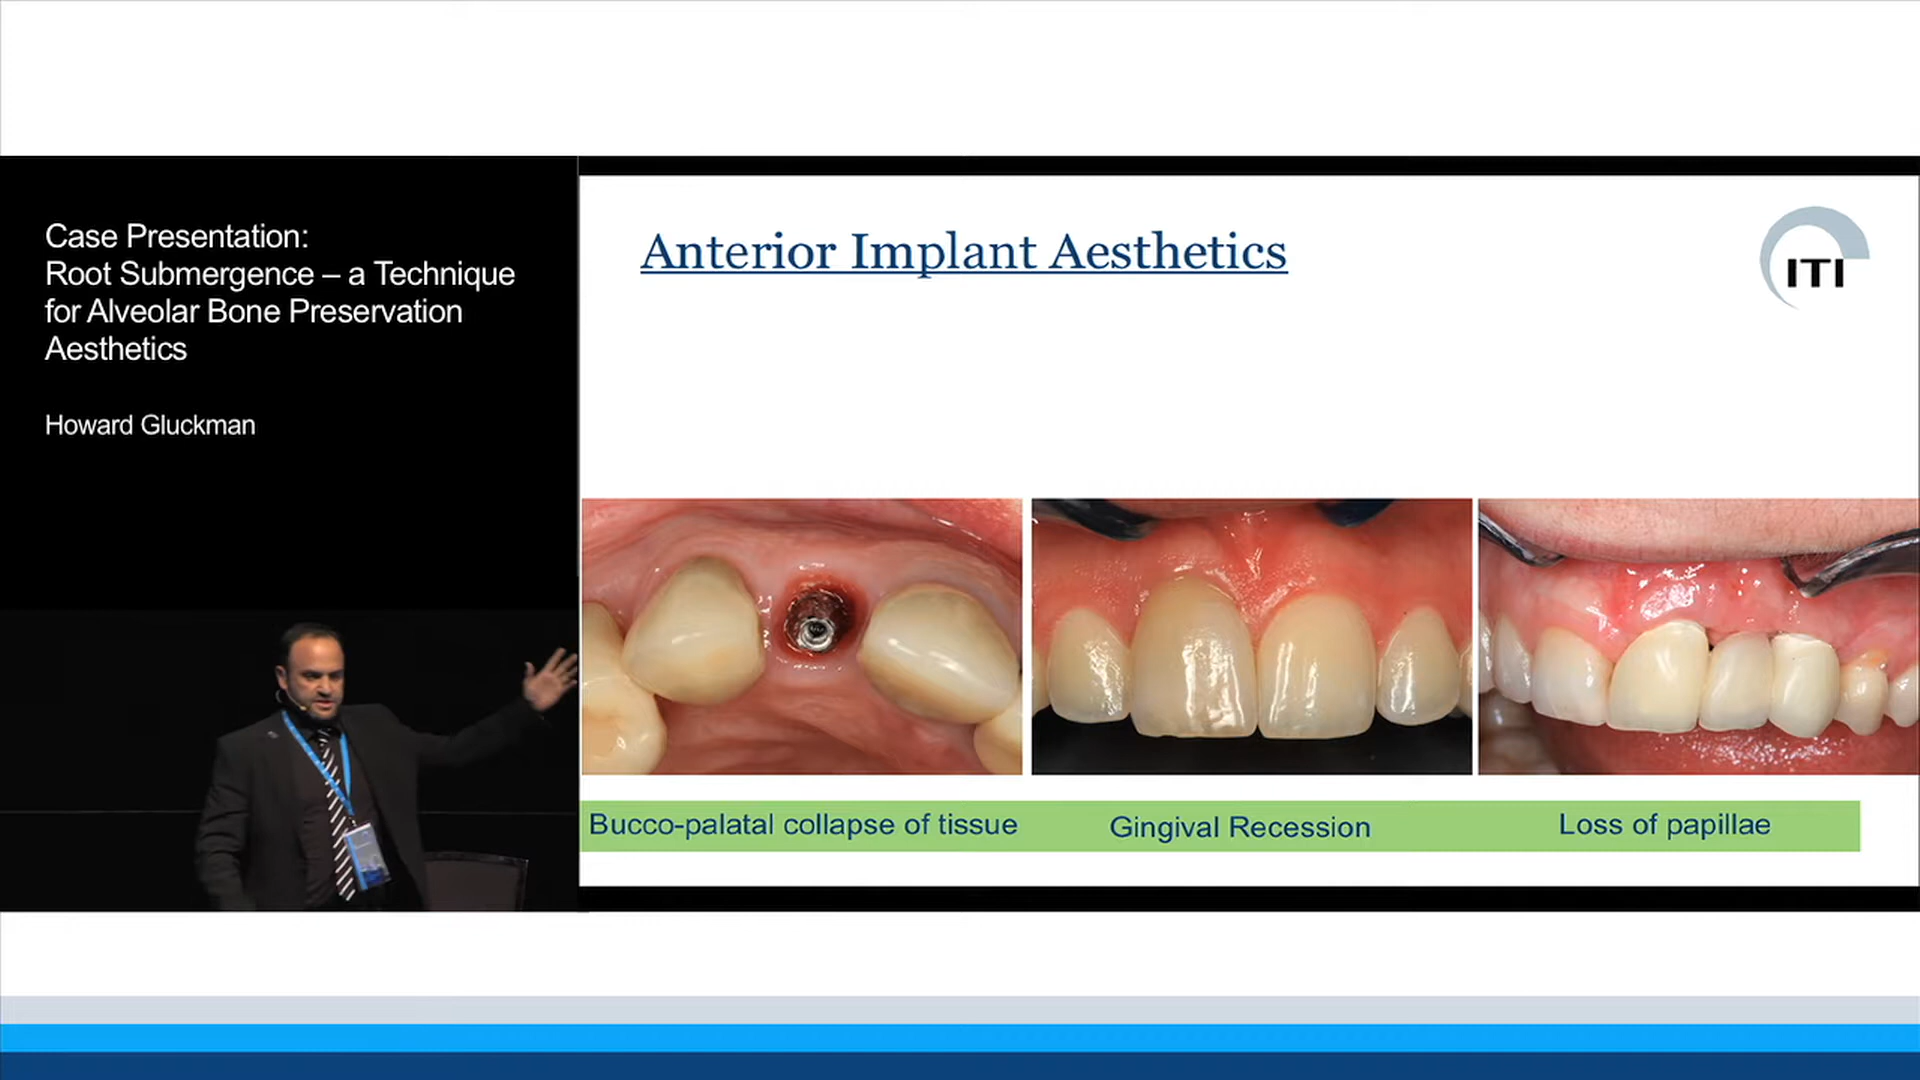 Case Presentation:
Root Submergence – a Technique
for Alveolar Bone Preservation
Aesthetics
Howard Gluckman
Anterior Implant Aesthetics
ITI
Bucco-palatal collapse of tissue
Gingival Recession
Loss of papillae